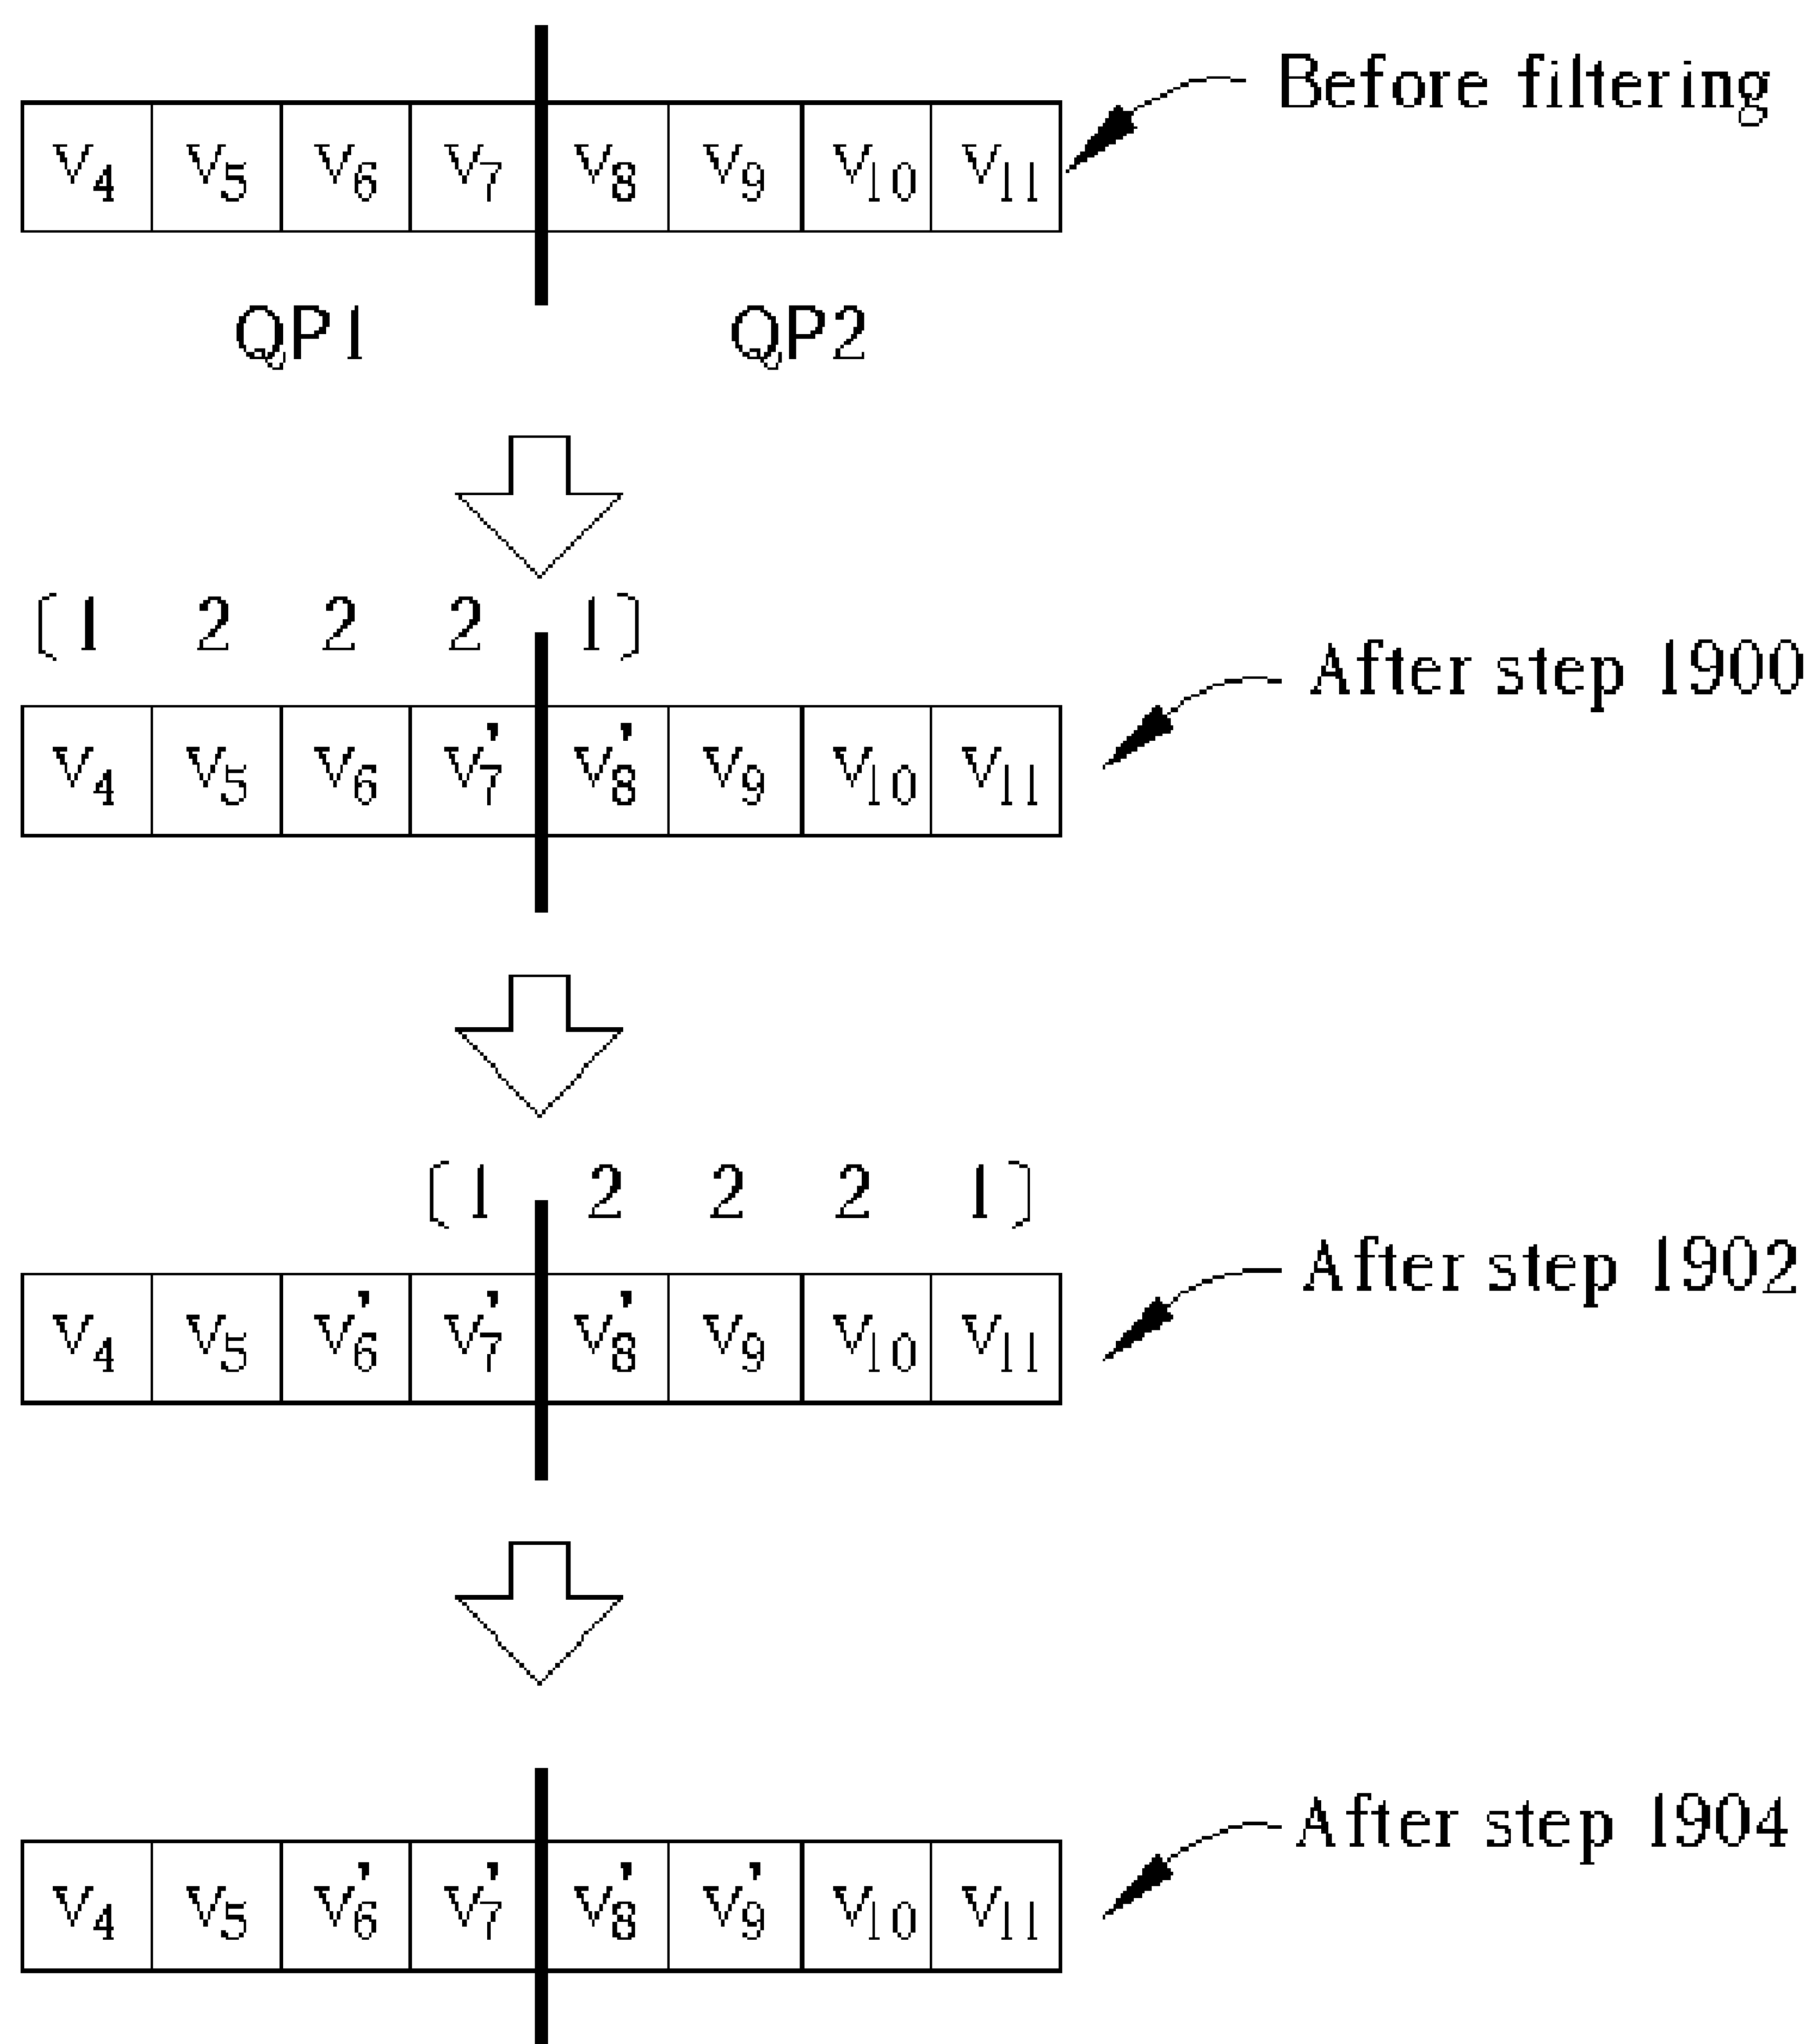 Before filtering
V4 V5 V6 V7 V8 V9 V10 V11
QP1 QP2
[1 2 2 2 1]
After step 1900
V4 V5 V6 V7' V8' V9 V10 V11
[1 2 2 2 1]
After step 1902
V4 V5 V6' V7' V8' V9 V10 V11
After step 1904
V4 V5 V6' V7' V8' V9' V10 V11